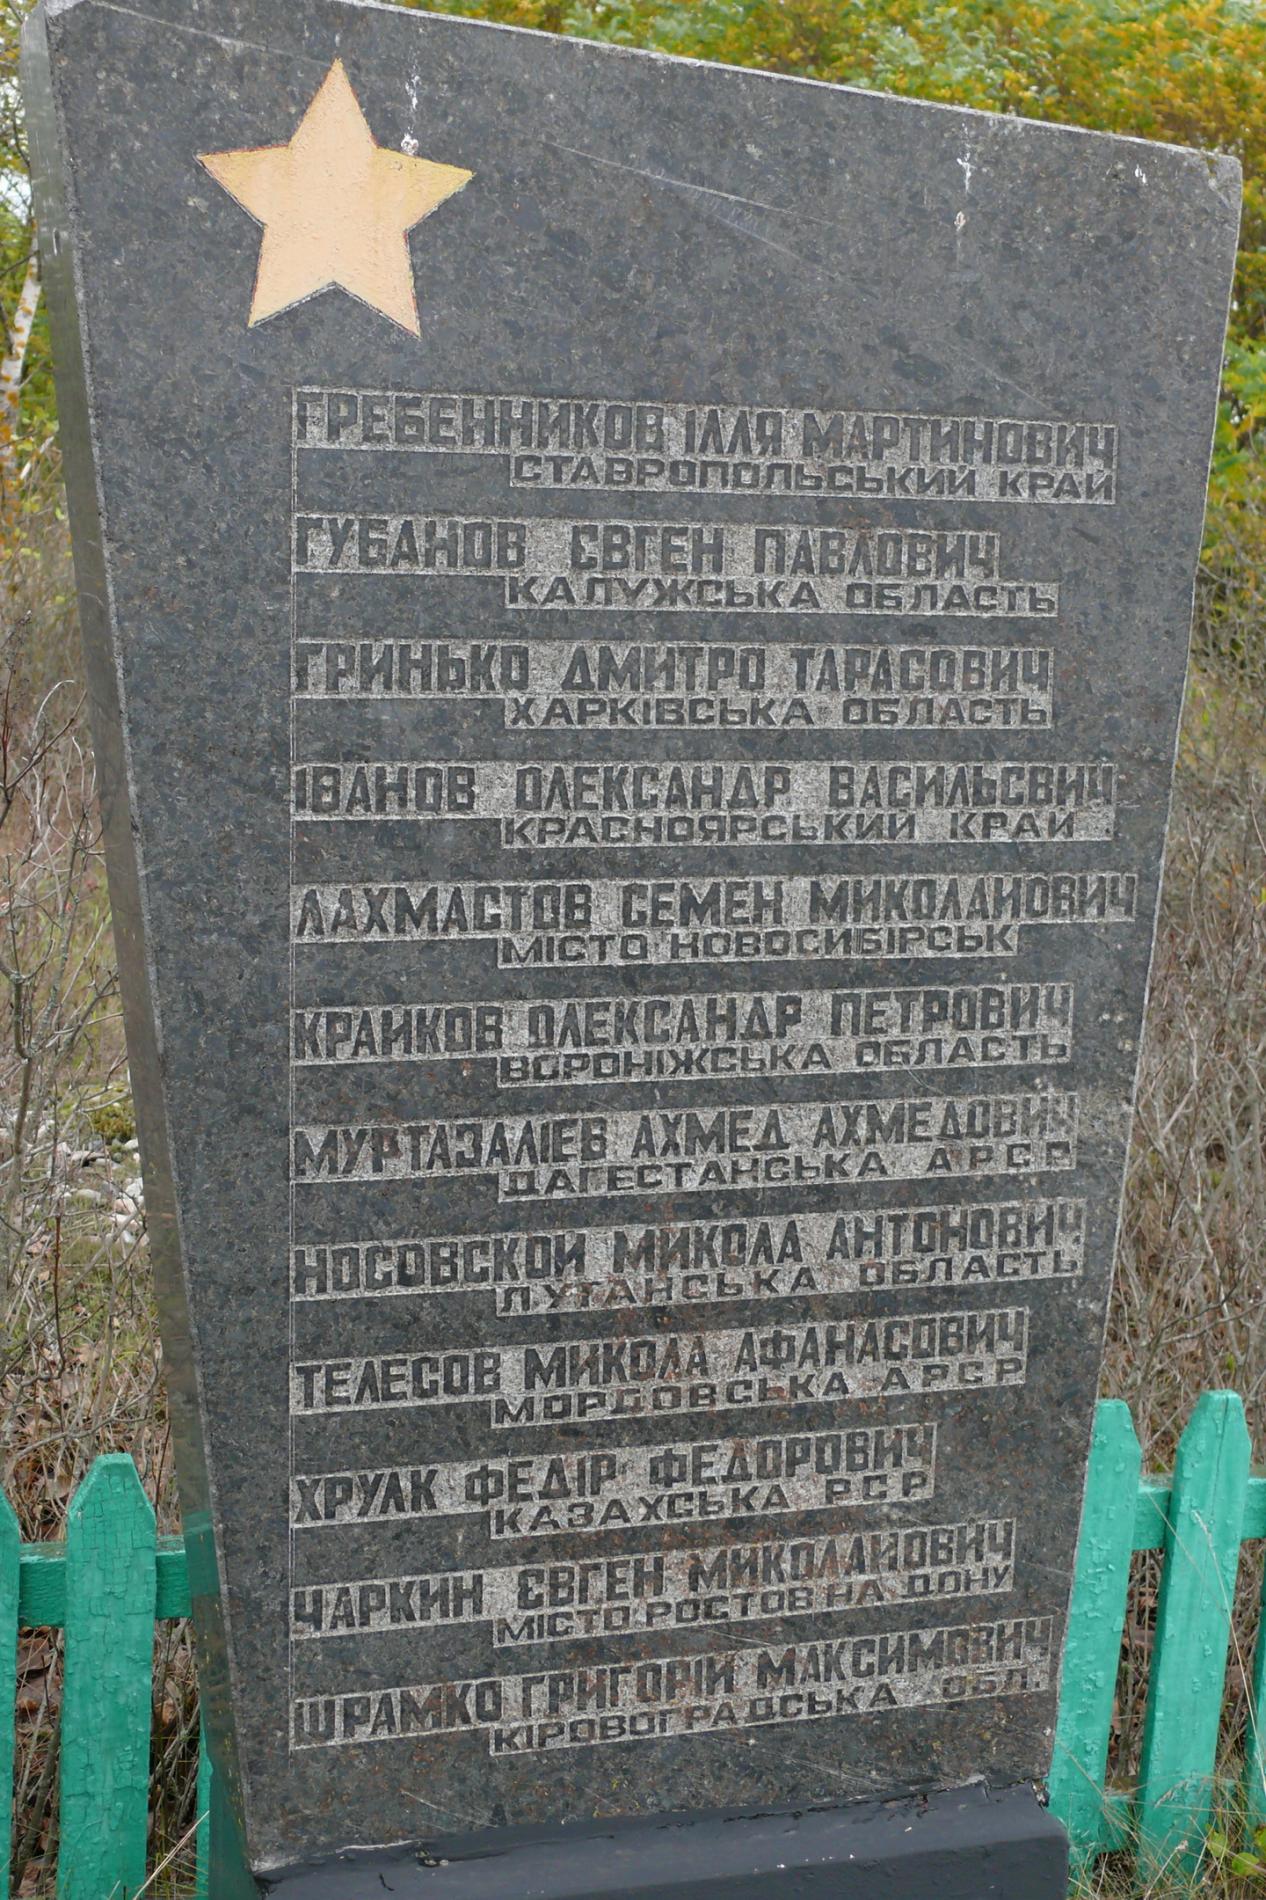 ГРЕБЕННИКОВ ІЛЛЯ МАРТИНОВИЧ
СТАВРОПОЛЬСЬКИЙ КРАЙ
ГУБАНОВ ЄВГЕН ПАВЛОВИЧ
КАЛУЖСЬКА ОБЛАСТЬ
ГРИНЬКО ДМИТРО ТАРАСОВИЧ
ХАРКІВСЬКА ОБЛАСТЬ
ІВАНОВ ОЛЕКСАНДР ВАСИЛЬЄВИЧ
КРАСНОЯРСЬКИЙ КРАЙ
ЛАХМАСТОВ СЕМЕН МИКОЛАЙОВИЧ
МІСТО НОВОСИБІРСЬК
КРАЙКОВ ОЛЕКСАНДР ПЕТРОВИЧ
ВОРОНІЖСЬКА ОБЛАСТЬ
МУРТАЗАЛІЕВ АХМЕД АХМЕДОВИЧ
ДАГЕСТАНСЬКА АРСР
НОСОВСКОЙ МИКОЛА АНТОНОВИЧ
ЛУГАНСЬКА ОБЛАСТЬ
ТЕЛЕСОВ МИКОЛА АФАНАСОВИЧ
МОРДОВСЬКА АРСР
ХРУЛК ФЕДІР ФЕДОРОВИЧ
КАЗАХСЬКА РСР
ЧАРКИН ЄВГЕН МИКОЛАЙОВИЧ
МІСТО РОСТОВ НА ДОНУ
ШРАМКО ГРИГОРІЙ МАКСИМОВИЧ
КІРОВОГРАДСЬКА ОБЛ.